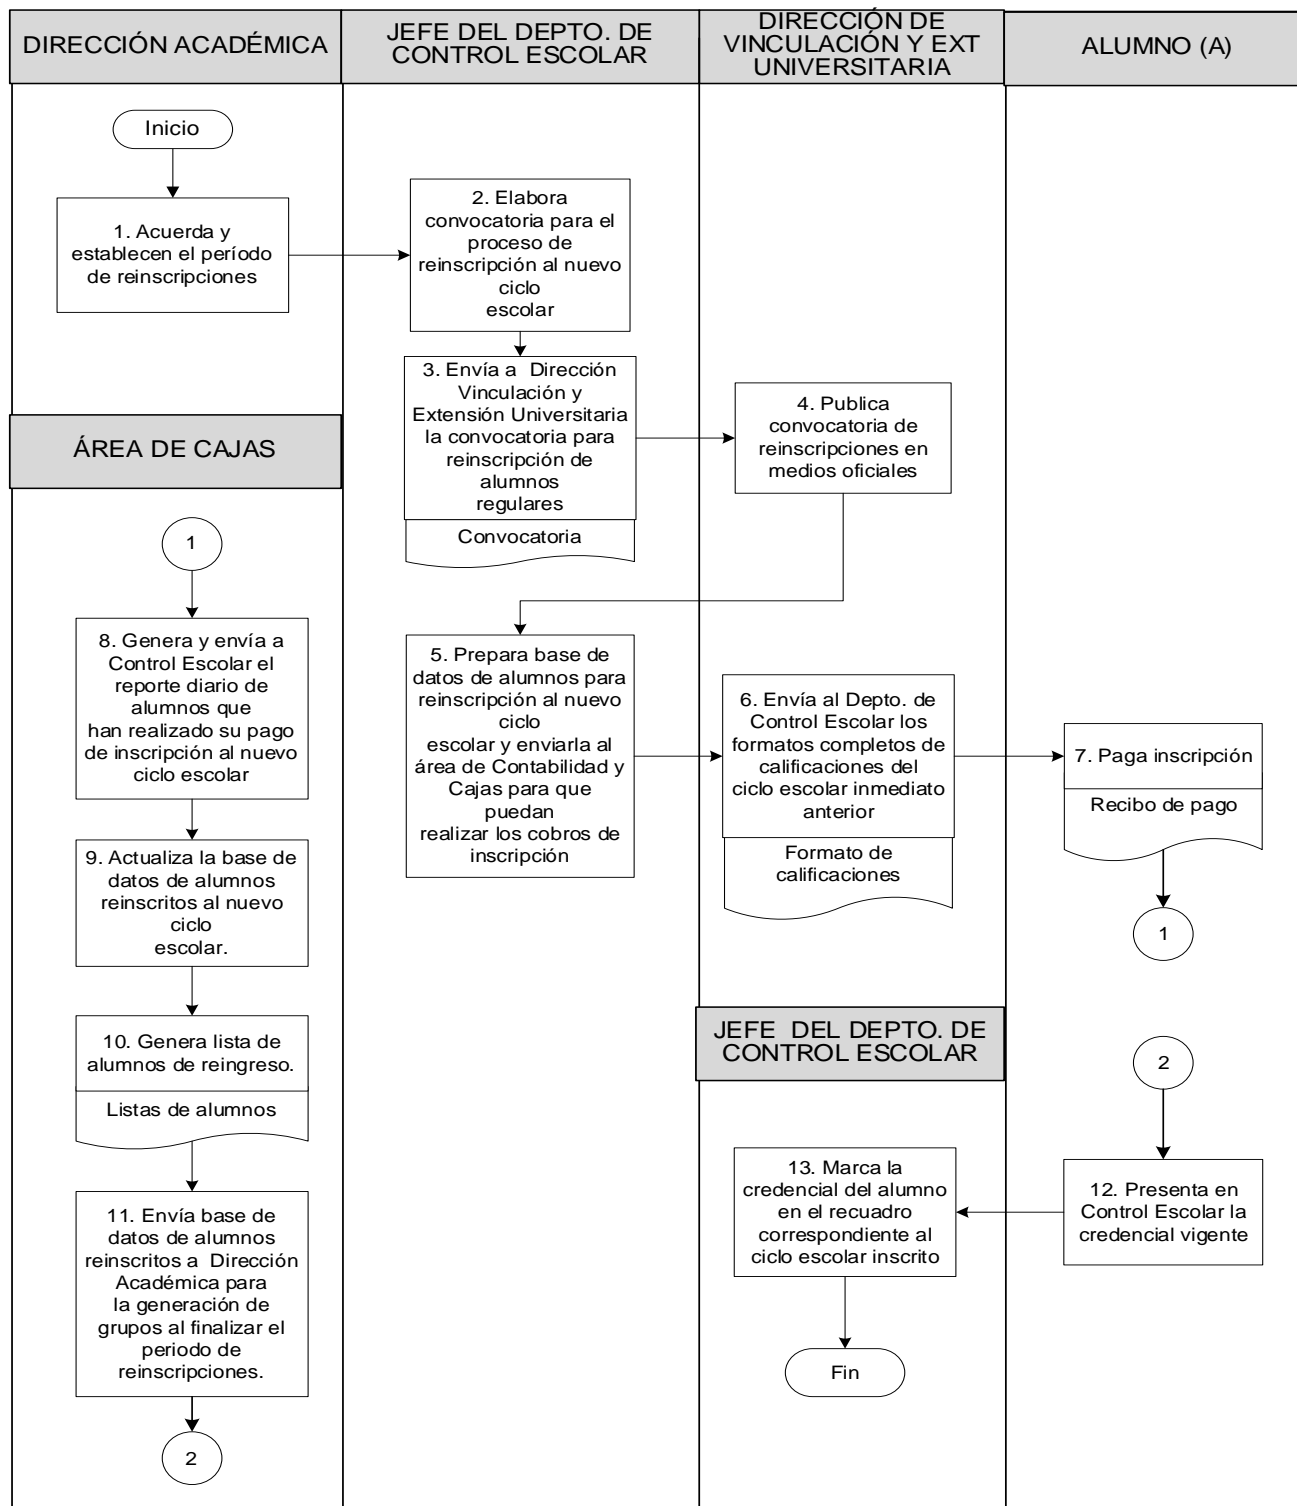 DIRECCIÓN ACADÉMICA
JEFE DEL DEPTO. DE
CONTROL ESCOLAR
DIRECCIÓN DE
VINCULACIÓN Y EXT
UNIVERSITARIA
ALUMNO (A)
Inicio
1. Acuerda y
establecen el período
de reinscripciones
2. Elabora
convocatoria para el
proceso de
reinscripción al nuevo
ciclo
escolar
3. Envía a Dirección
Vinculación y
Extensión Universitaria
la convocatoria para
reinscripción de
alumnos
regulares
Convocatoria
4. Publica
convocatoria de
reinscripciones en
medios oficiales
5. Prepara base de
datos de alumnos para
reinscripción al nuevo
ciclo
escolar y enviarla al
área de Contabilidad y
Cajas para que
puedan
realizar los cobros de
inscripción
6. Envía al Depto. de
Control Escolar los
formatos completos de
calificaciones del
ciclo escolar inmediato
anterior
Formato de
calificaciones
7. Paga inscripción
Recibo de pago
1
ÁREA DE CAJAS
1
8. Genera y envía a
Control Escolar el
reporte diario de
alumnos que
han realizado su pago
de inscripción al nuevo
ciclo escolar
9. Actualiza la base de
datos de alumnos
reinscritos al nuevo
ciclo
escolar.
10. Genera lista de
alumnos de reingreso.
Listas de alumnos
11. Envía base de
datos de alumnos
reinscritos a Dirección
Académica para
la generación de
grupos al finalizar el
periodo de
reinscripciones.
2
JEFE DEL DEPTO. DE
CONTROL ESCOLAR
2
12. Presenta en
Control Escolar la
credencial vigente
13. Marca la
credencial del alumno
en el recuadro
correspondiente al
ciclo escolar inscrito
Fin